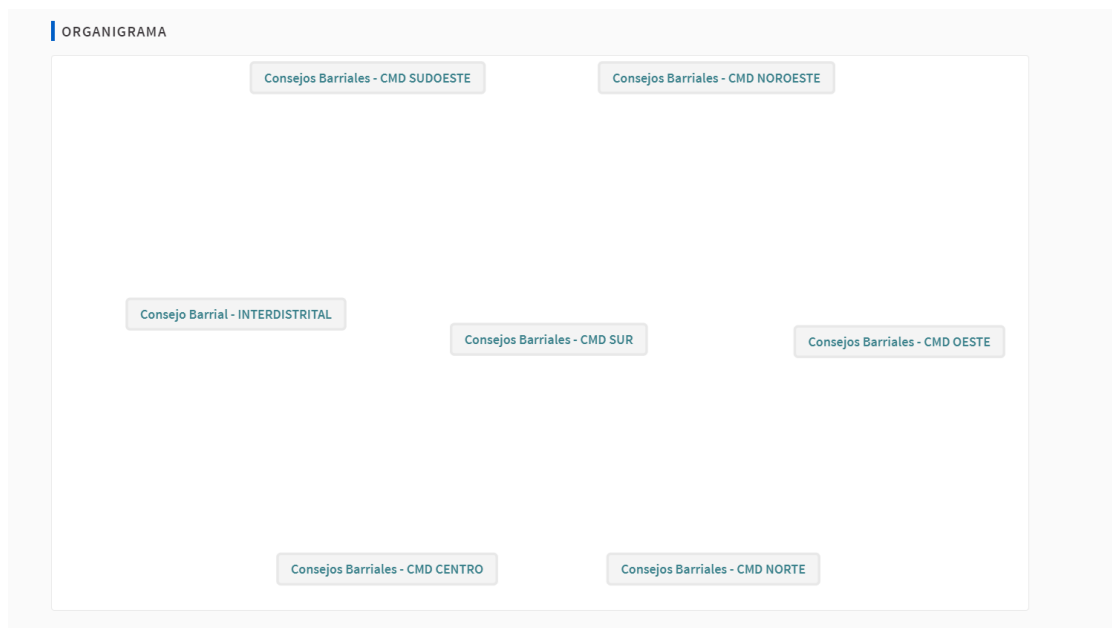 ORGANIGRAMA
Consejos Barriales - CMD SUDOESTE
Consejos Barriales - CMD NOROESTE
Consejo Barrial - INTERDISTRITAL
Consejos Barriales - CMD SUR
Consejos Barriales - CMD OESTE
Consejos Barriales - CMD CENTRO
Consejos Barriales - CMD NORTE